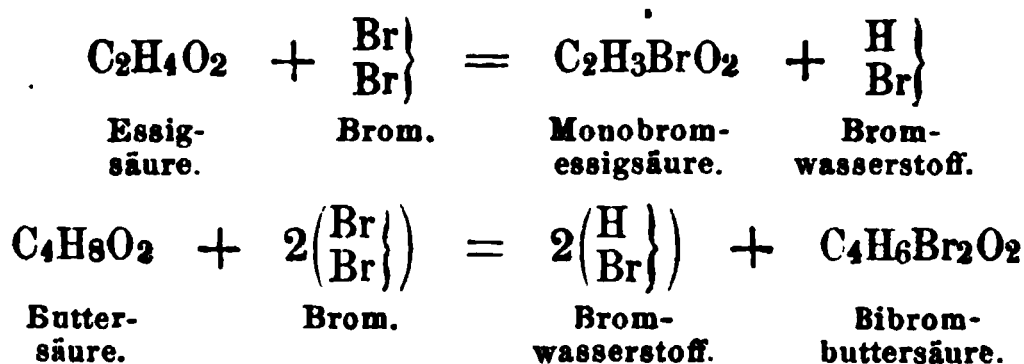 C₂H₄O₂ + Br Br} = C₂H₃BrO₂ + H Br}
Essig- Brom. Monobrom- Brom-
säure. essigsäure. wasserstoff.
C₄H₈O₂ + 2(Br Br}) = 2(H Br}) + C₄H₆Br₂O₂
Butter- Brom. Brom- Bibrom-
säure. wasserstoff. buttersäure.